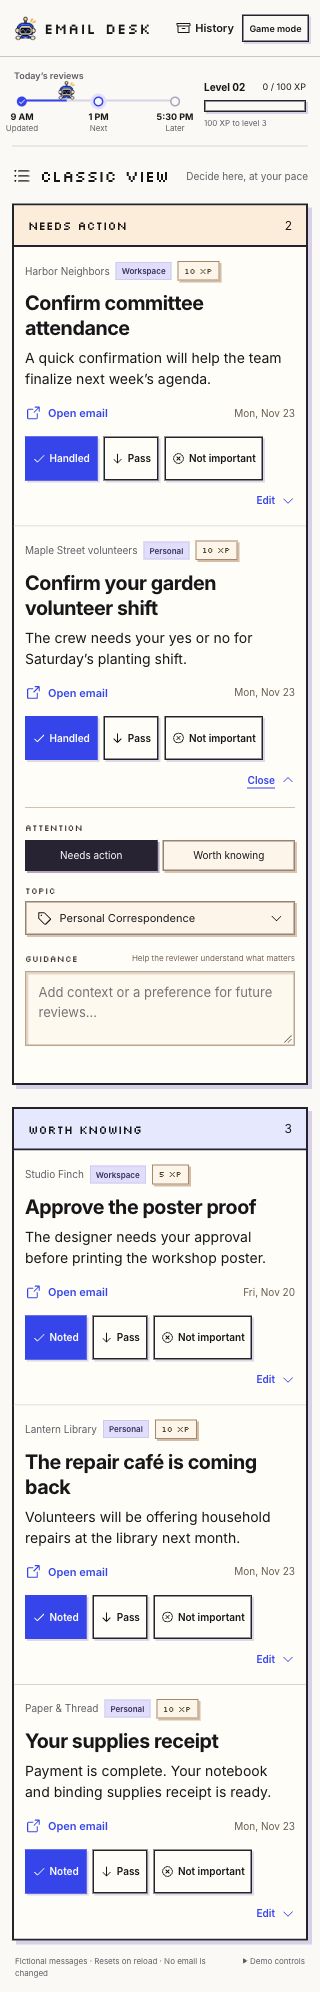 EMAIL DESK
History
Game mode
Today's reviews
9 AM
Updated
1 PM
Next
5:30 PM
Later
Level 02
0 / 100 XP
100 XP to level 3
CLASSIC VIEW
Decide here, at your pace
NEEDS ACTION
2
Harbor Neighbors
Workspace
10 XP
Confirm committee
attendance
A quick confirmation will help the team
finalize next week's agenda.
Open email
Mon, Nov 23
Handled
Pass
Not important
Edit
Maple Street volunteers
Personal
10 XP
Confirm your garden
volunteer shift
The crew needs your yes or no for
Saturday's planting shift.
Open email
Mon, Nov 23
Handled
Pass
Not important
Close
ATTENTION
Needs action
Worth knowing
TOPIC
Personal Correspondence
GUIDANCE
Help the reviewer understand what matters
Add context or a preference for future
reviews...
WORTH KNOWING
3
Studio Finch
Workspace
5 XP
Approve the poster proof
The designer needs your approval
before printing the workshop poster.
Open email
Fri, Nov 20
Noted
Pass
Not important
Edit
Lantern Library
Personal
10 XP
The repair café is coming
back
Volunteers will be offering household
repairs at the library next month.
Open email
Mon, Nov 23
Noted
Pass
Not important
Edit
Paper & Thread
Personal
10 XP
Your supplies receipt
Payment is complete. Your notebook
and binding supplies receipt is ready.
Open email
Mon, Nov 23
Noted
Pass
Not important
Edit
Fictional messages · Resets on reload · No email is
changed
Demo controls